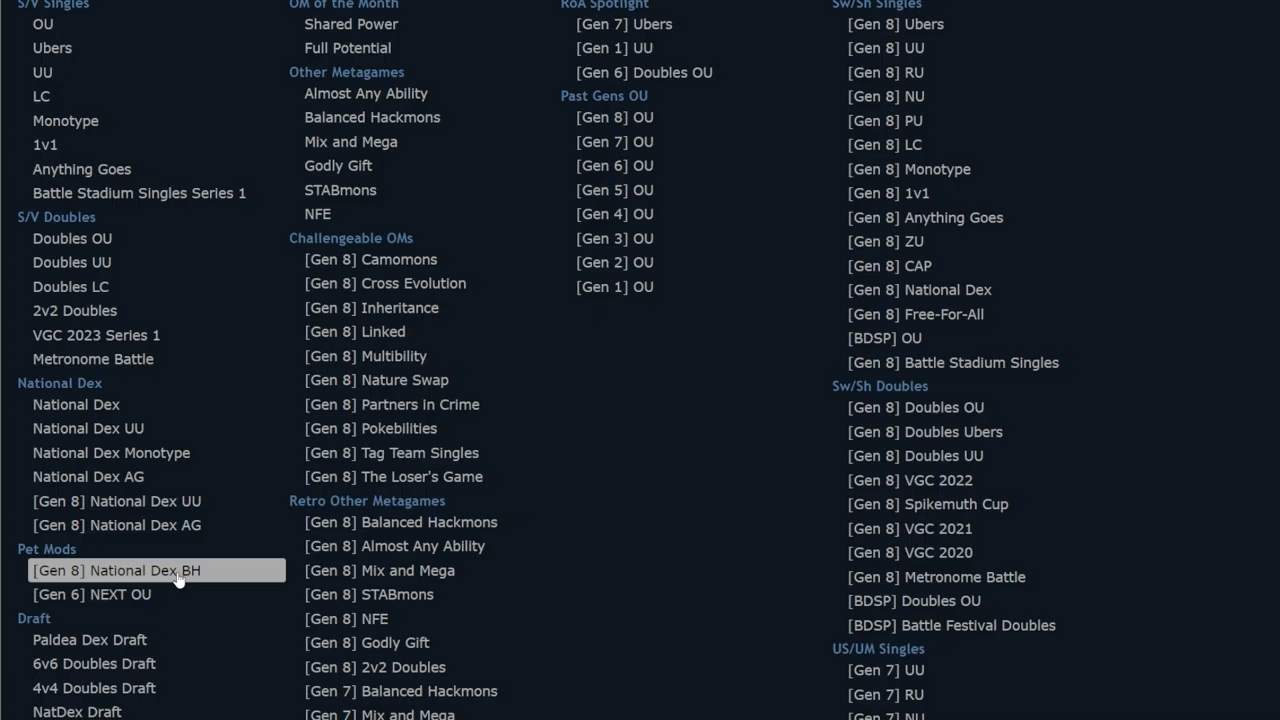 S/V Singles
OU
Ubers
UU
LC
Monotype
1v1
Anything Goes
Battle Stadium Singles Series 1
S/V Doubles
Doubles OU
Doubles UU
Doubles LC
2v2 Doubles
VGC 2023 Series 1
Metronome Battle
National Dex
National Dex
National Dex UU
National Dex Monotype
National Dex AG
[Gen 8] National Dex UU
[Gen 8] National Dex AG
Pet Mods
[Gen 8] National Dex BH
[Gen 6] NEXT OU
Draft
Paldea Dex Draft
6v6 Doubles Draft
4v4 Doubles Draft
NatDex Draft
OM of the Month
Shared Power
Full Potential
Other Metagames
Almost Any Ability
Balanced Hackmons
Mix and Mega
Godly Gift
STABmons
NFE
Challengeable OMs
[Gen 8] Camomons
[Gen 8] Cross Evolution
[Gen 8] Inheritance
[Gen 8] Linked
[Gen 8] Multibility
[Gen 8] Nature Swap
[Gen 8] Partners in Crime
[Gen 8] Pokebilities
[Gen 8] Tag Team Singles
[Gen 8] The Loser's Game
Retro Other Metagames
[Gen 8] Balanced Hackmons
[Gen 8] Almost Any Ability
[Gen 8] Mix and Mega
[Gen 8] STABmons
[Gen 8] NFE
[Gen 8] Godly Gift
[Gen 8] 2v2 Doubles
[Gen 7] Balanced Hackmons
[Gen 7] Mix and Mega
RoA Spotlight
[Gen 7] Ubers
[Gen 1] UU
[Gen 6] Doubles OU
Past Gens OU
[Gen 8] OU
[Gen 7] OU
[Gen 6] OU
[Gen 5] OU
[Gen 4] OU
[Gen 3] OU
[Gen 2] OU
[Gen 1] OU
Sw/Sh Singles
[Gen 8] Ubers
[Gen 8] UU
[Gen 8] RU
[Gen 8] NU
[Gen 8] PU
[Gen 8] LC
[Gen 8] Monotype
[Gen 8] 1v1
[Gen 8] Anything Goes
[Gen 8] ZU
[Gen 8] CAP
[Gen 8] National Dex
[Gen 8] Free-For-All
[BDSP] OU
[Gen 8] Battle Stadium Singles
Sw/Sh Doubles
[Gen 8] Doubles OU
[Gen 8] Doubles Ubers
[Gen 8] Doubles UU
[Gen 8] VGC 2022
[Gen 8] Spikemuth Cup
[Gen 8] VGC 2021
[Gen 8] VGC 2020
[Gen 8] Metronome Battle
[BDSP] Doubles OU
[BDSP] Battle Festival Doubles
US/UM Singles
[Gen 7] UU
[Gen 7] RU
[Gen 7] NU